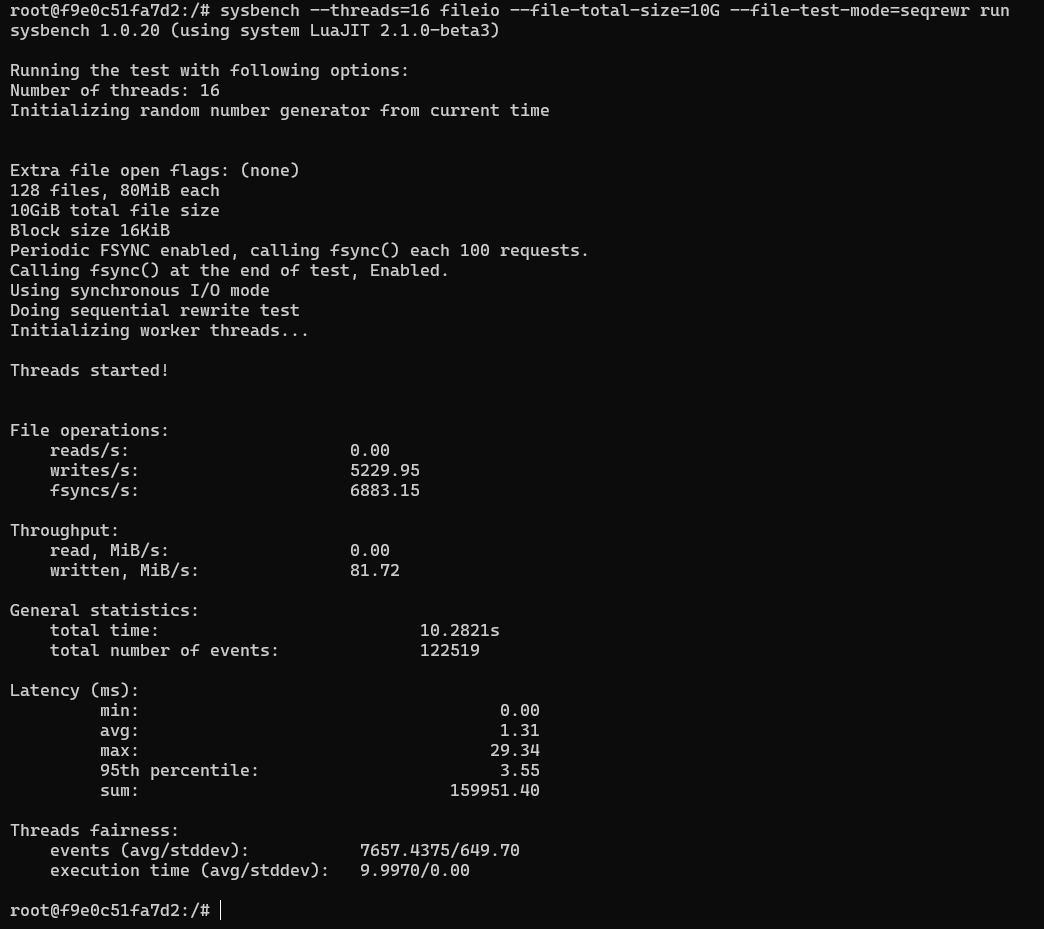 root@f9e0c51fa7d2:/# sysbench --threads=16 fileio --file-total-size=10G --file-test-mode=seqrewr run
sysbench 1.0.20 (using system LuaJIT 2.1.0-beta3)

Running the test with following options:
Number of threads: 16
Initializing random number generator from current time


Extra file open flags: (none)
128 files, 80MiB each
10GiB total file size
Block size 16KiB
Periodic FSYNC enabled, calling fsync() each 100 requests.
Calling fsync() at the end of test, Enabled.
Using synchronous I/O mode
Doing sequential rewrite test
Initializing worker threads...

Threads started!


File operations:
    reads/s:                      0.00
    writes/s:                     5229.95
    fsyncs/s:                     6883.15

Throughput:
    read, MiB/s:                  0.00
    written, MiB/s:               81.72

General statistics:
    total time:                          10.2821s
    total number of events:              122519

Latency (ms):
         min:                                    0.00
         avg:                                    1.31
         max:                                   29.34
         95th percentile:                        3.55
         sum:                               159951.40

Threads fairness:
    events (avg/stddev):           7657.4375/649.70
    execution time (avg/stddev):   9.9970/0.00

root@f9e0c51fa7d2:/#